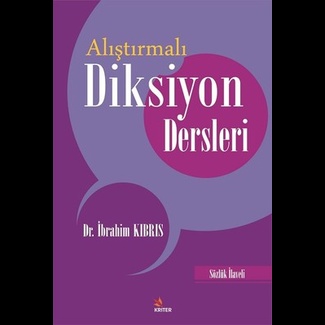 Alıştırmalı
Diksiyon
Dersleri
Dr. İbrahim KIBRIS
Sözlük İlaveli
KRİTER